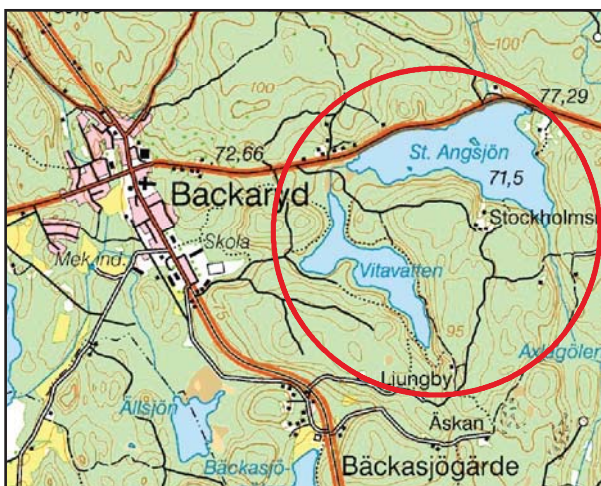 100
77,29
100
St. Angsjön
72,66
71,5
Backaryd
Stockholms
Skola
Mek.ind.
Vitavatten
95
Axlagölen
Ljungby
Ällsjön
Äskan
Bäckasjö-
Bäckasjögärde